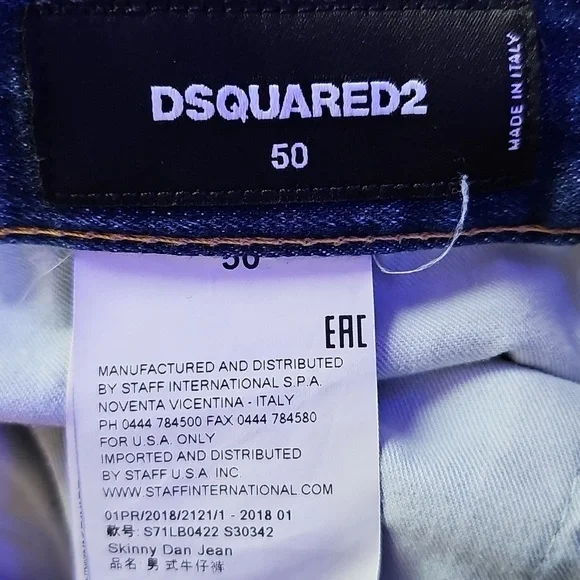 DSQUARED2
50
MADE IN ITALY
50
EAC
MANUFACTURED AND DISTRIBUTED
BY STAFF INTERNATIONAL S.P.A.
NOVENTA VICENTINA - ITALY
PH 0444 784500 FAX 0444 784580
FOR U.S.A. ONLY
IMPORTED AND DISTRIBUTED
BY STAFF U.S.A. INC.
WWW.STAFFINTERNATIONAL.COM
01PR/2018/2121/1 - 2018 01
款号: S71LB0422 S30342
Skinny Dan Jean
品名 男式牛仔裤